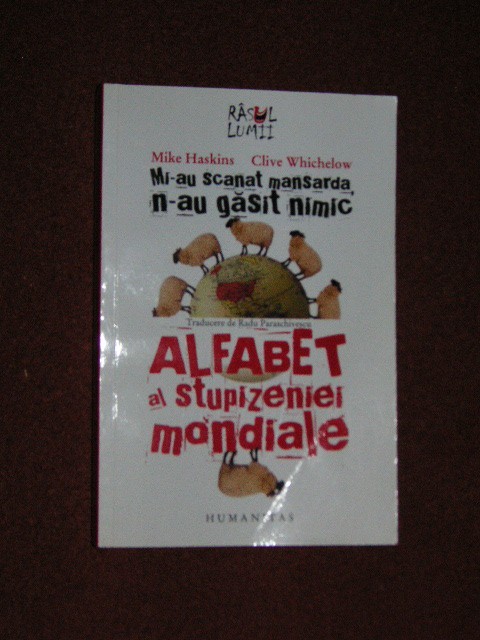 RÂSUL
LUMII
Mike Haskins Clive Whichelow
Mi-au scanat mansarda,
n-au găsit nimic
Traducere de Radu Paraschivescu
ALFABET
al stupizeniei
mondiale
HUMANITAS